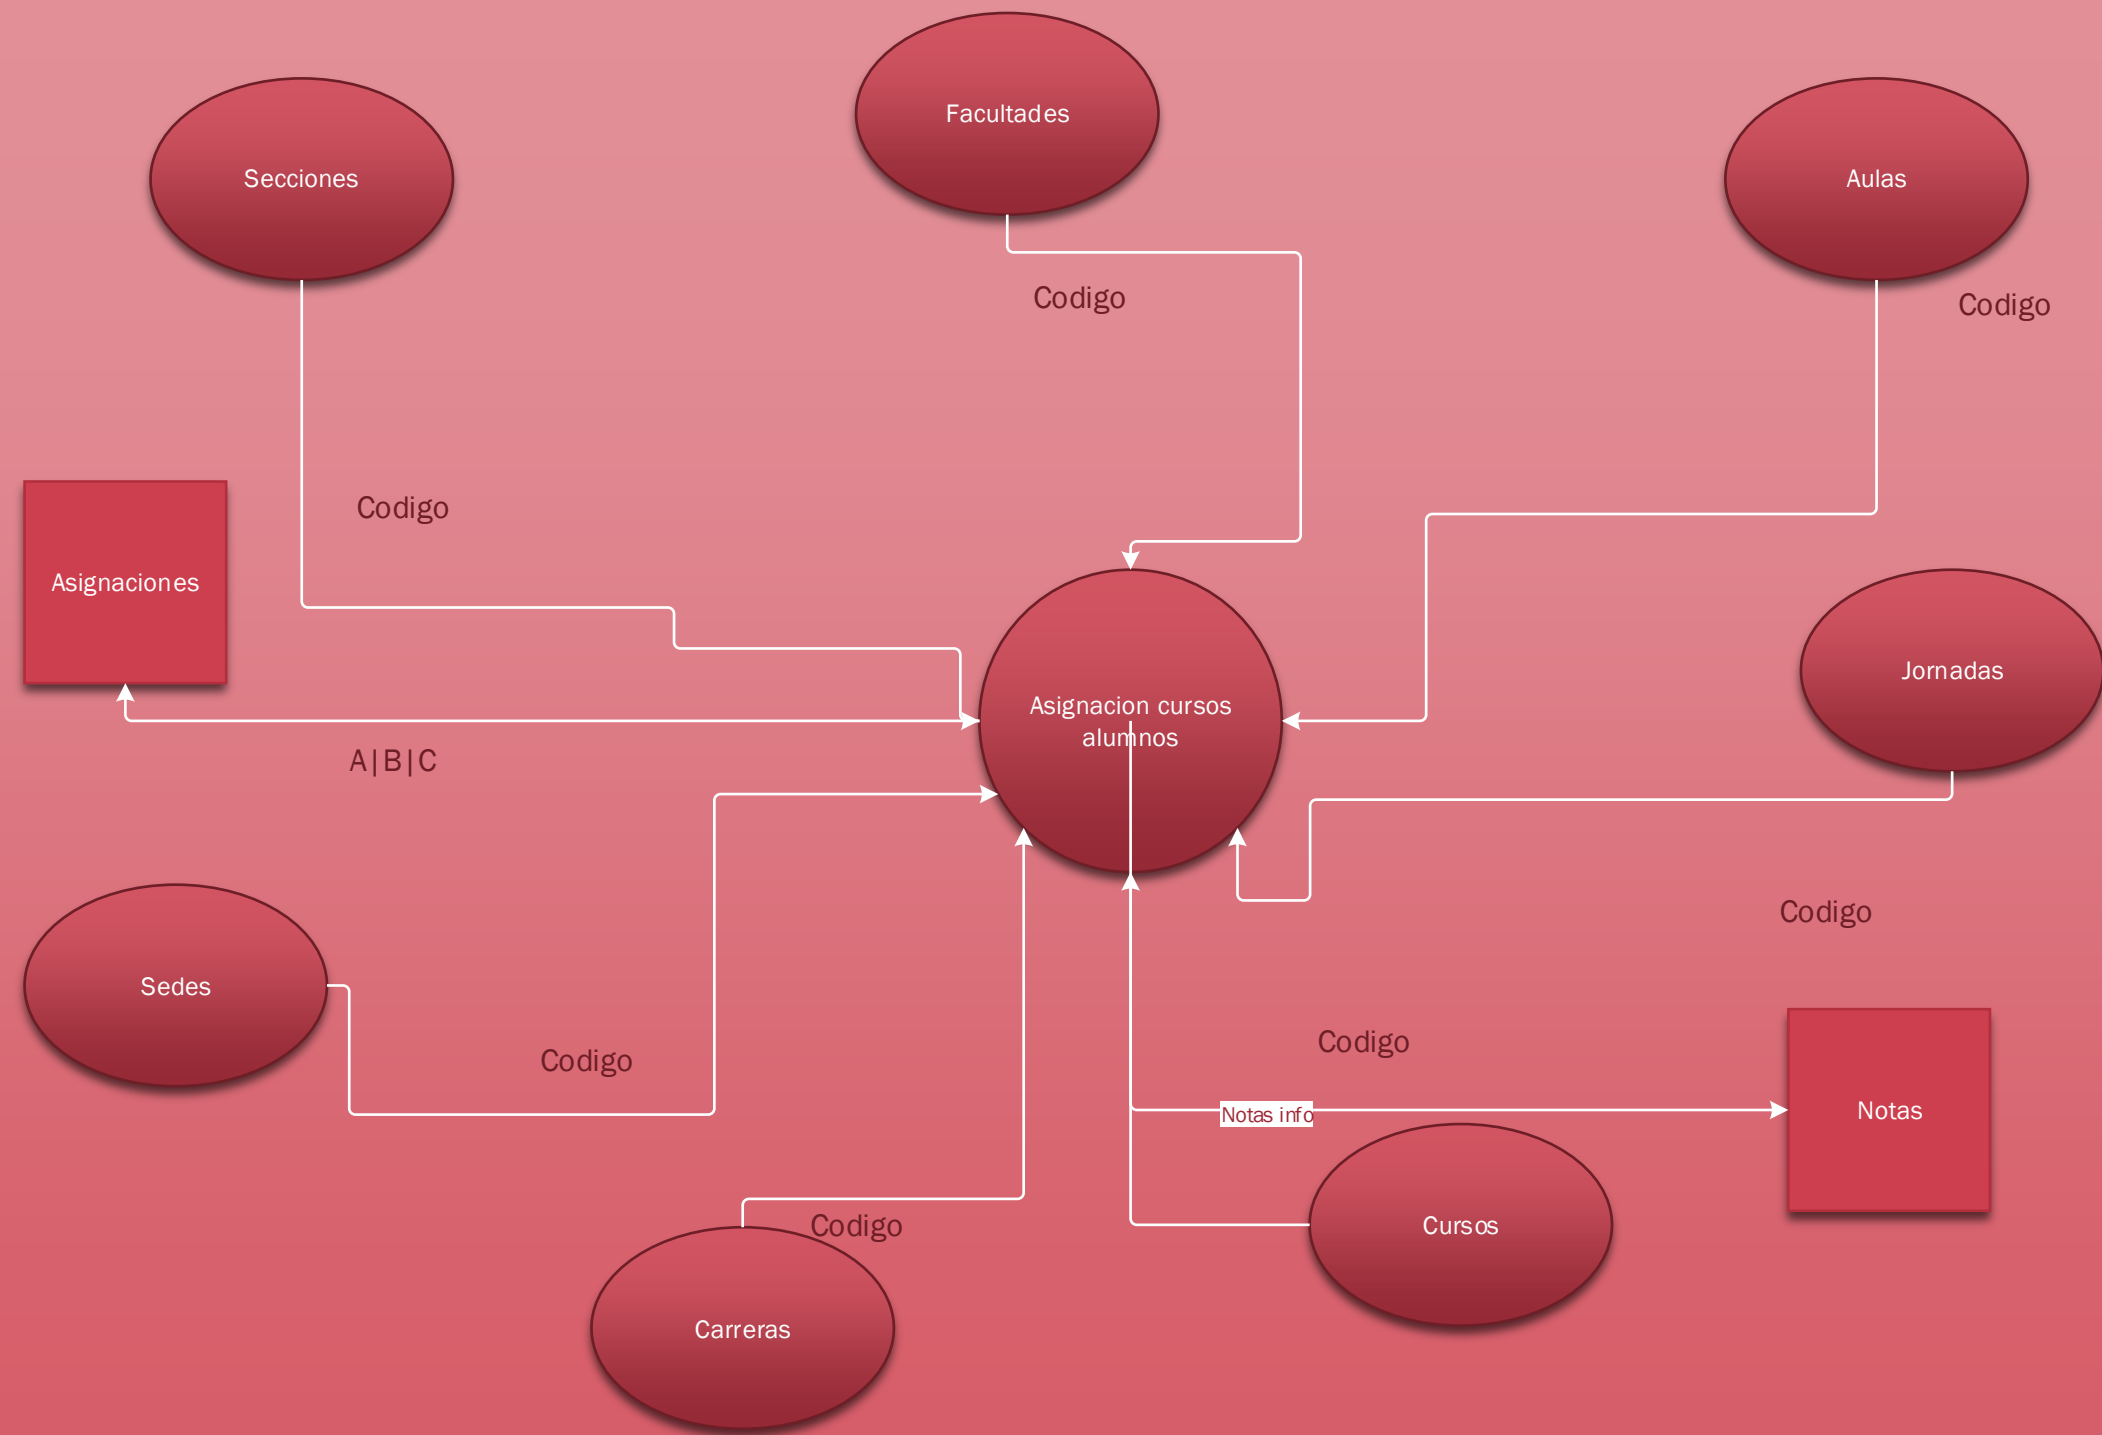 Facultades
Secciones
Aulas
Codigo
Codigo
Codigo
Asignaciones
Jornadas
Asignacion cursos
alumnos
A|B|C
Codigo
Sedes
Codigo
Codigo
Notas info
Notas
Codigo
Cursos
Carreras